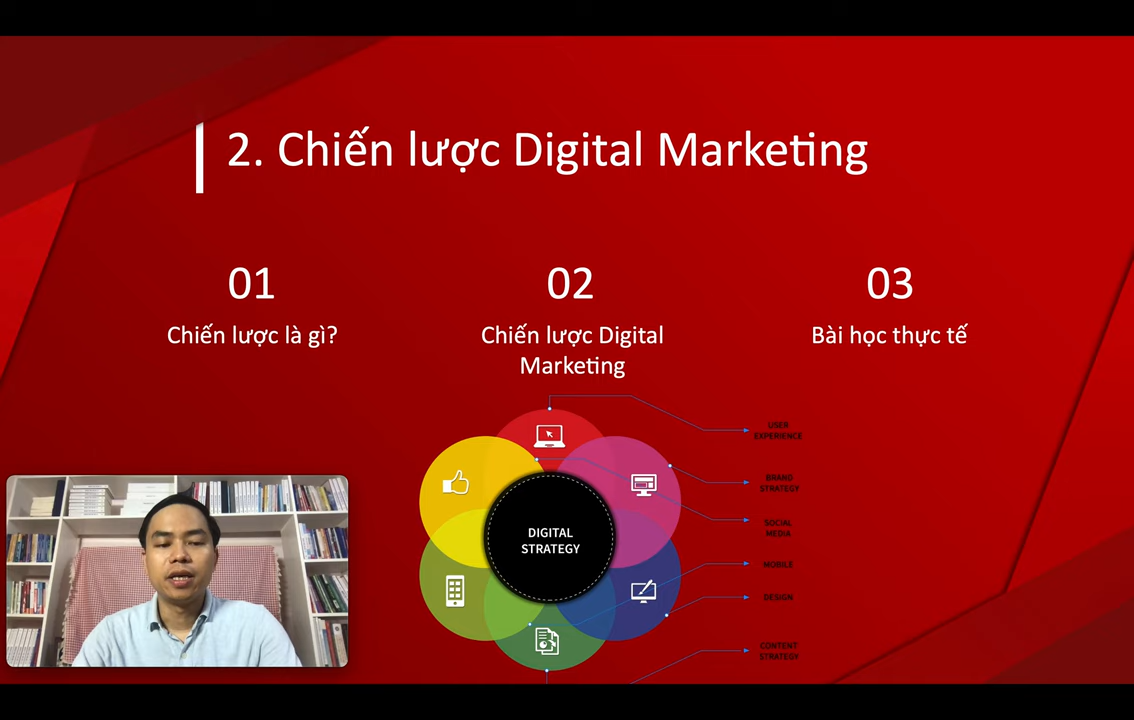 2. Chiến lược Digital Marketing
01
Chiến lược là gì?
02
Chiến lược Digital
Marketing
03
Bài học thực tế
DIGITAL
STRATEGY
USER
EXPERIENCE
BRAND
STRATEGY
SOCIAL
MEDIA
MOBILE
DESIGN
CONTENT
STRATEGY